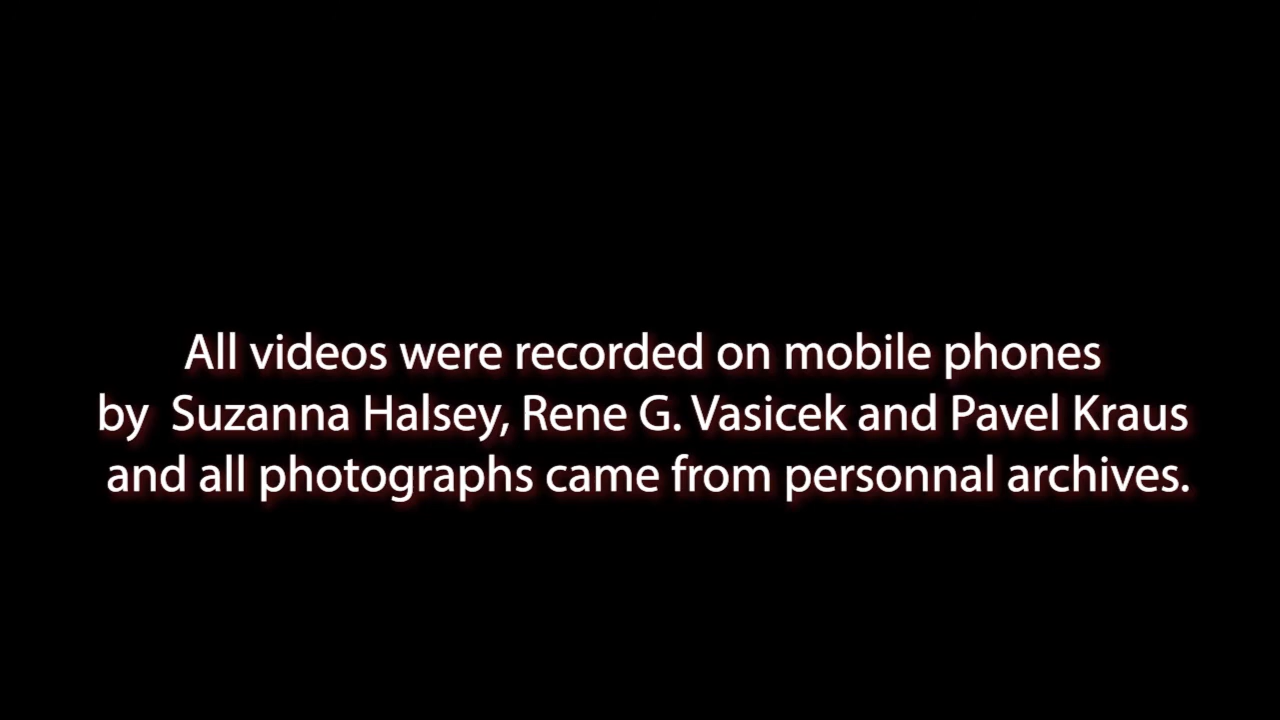 All videos were recorded on mobile phones
by Suzanna Halsey, Rene G. Vasicek and Pavel Kraus
and all photographs came from personnal archives.